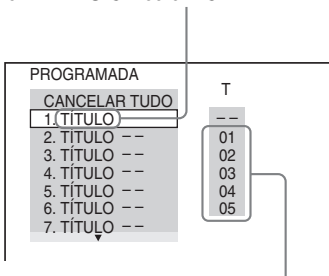 PROGRAMADA
T
CANCELAR TUDO
1. TÍTULO
2. TÍTULO – –
3. TÍTULO – –
4. TÍTULO – –
5. TÍTULO – –
6. TÍTULO – –
7. TÍTULO – –
– –
01
02
03
04
05